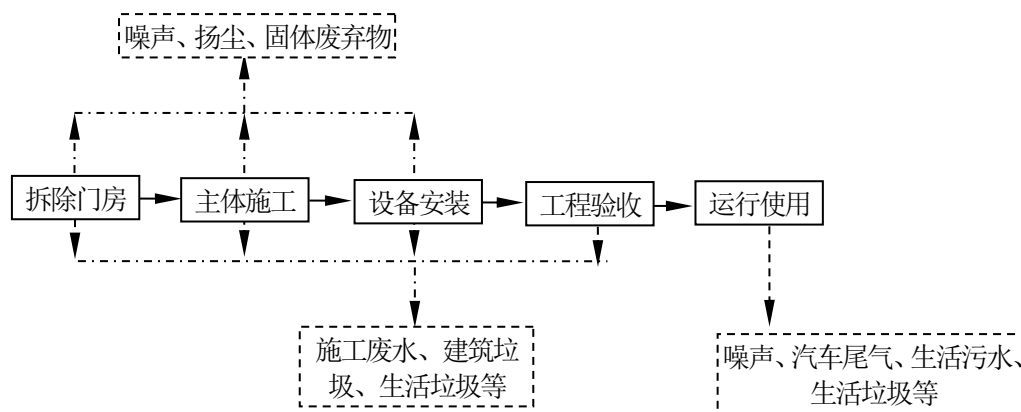 噪声、扬尘、固体废弃物
拆除门房
主体施工
设备安装
工程验收
运行使用
施工废水、建筑垃
圾、生活垃圾等
噪声、汽车尾气、生活污水、
生活垃圾等